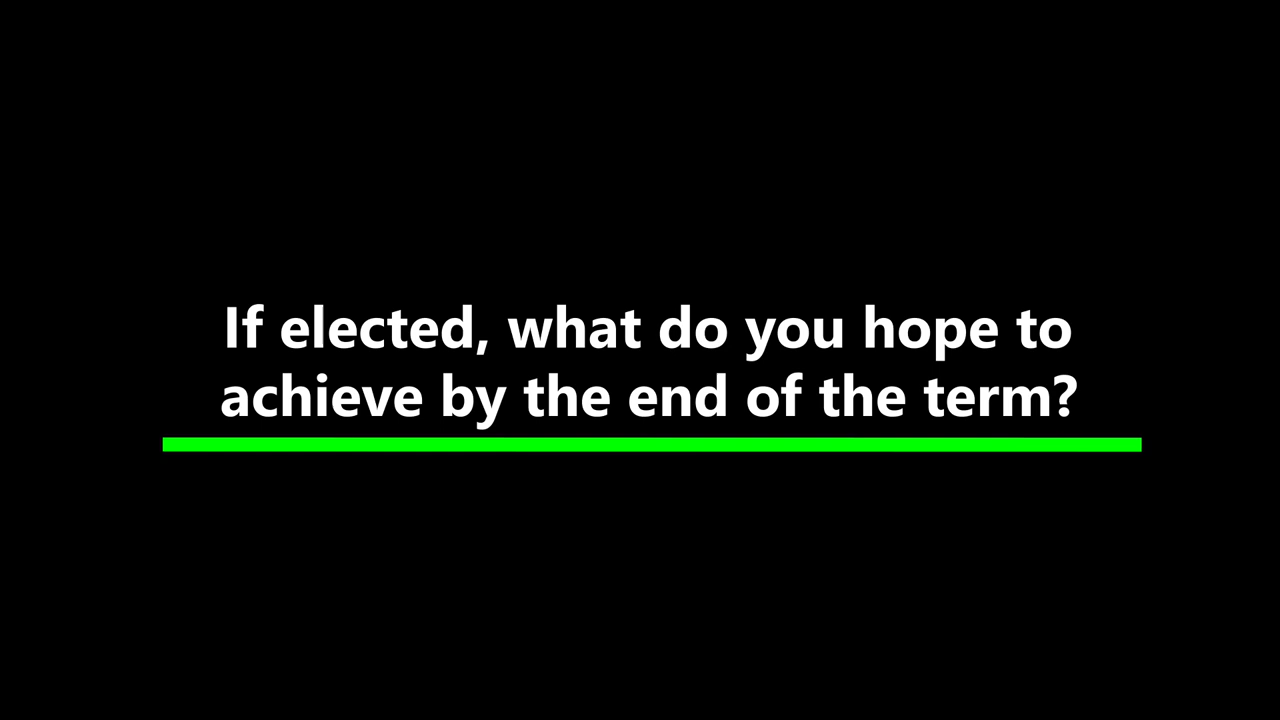 If elected, what do you hope to
achieve by the end of the term?